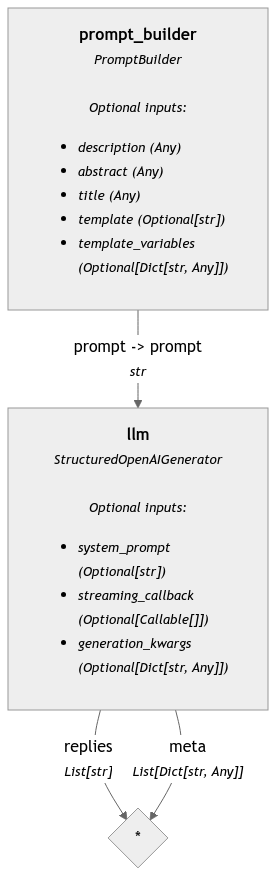 prompt_builder
PromptBuilder
Optional inputs:
• description (Any)
• abstract (Any)
• title (Any)
• template (Optional[str])
• template_variables
(Optional[Dict[str, Any]])
prompt -> prompt
str
llm
StructuredOpenAIGenerator
Optional inputs:
• system_prompt
(Optional[str])
• streaming_callback
(Optional[Callable[]])
• generation_kwargs
(Optional[Dict[str, Any]])
replies meta
List[str] List[Dict[str, Any]]
*